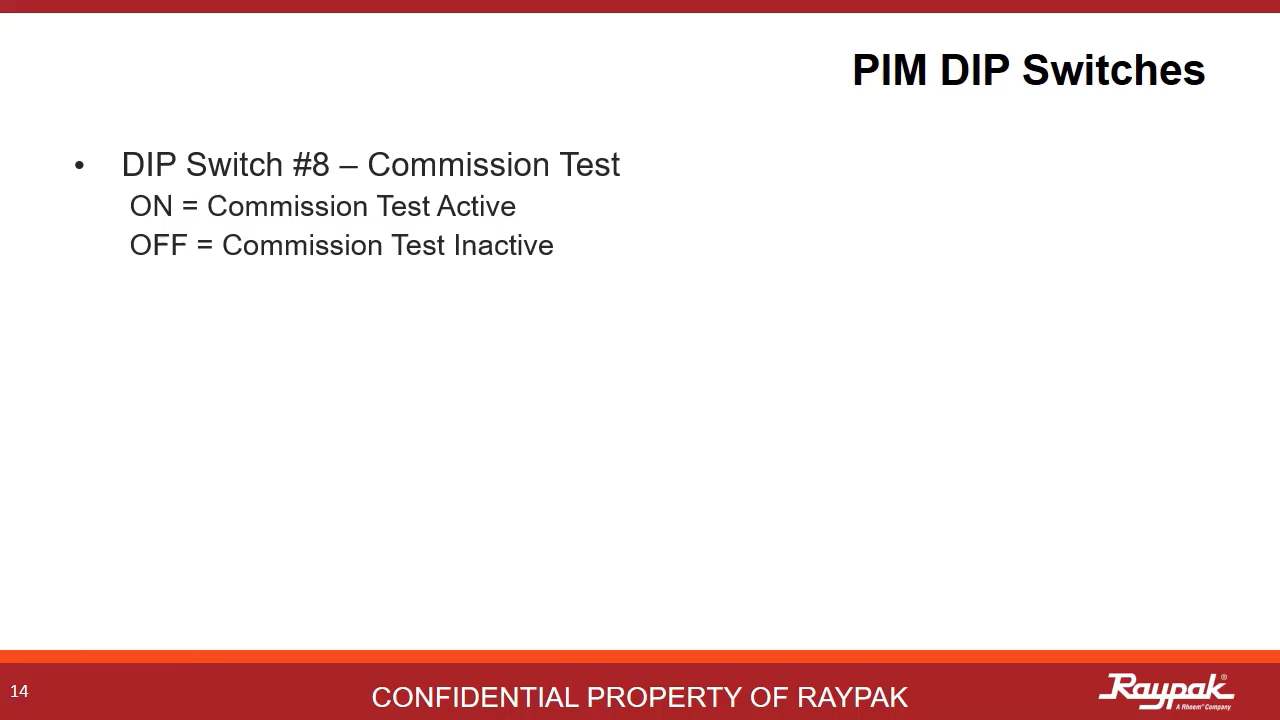 PIM DIP Switches
• DIP Switch #8 – Commission Test
ON = Commission Test Active
OFF = Commission Test Inactive
14
CONFIDENTIAL PROPERTY OF RAYPAK
Raypak®
A Rheem® Company